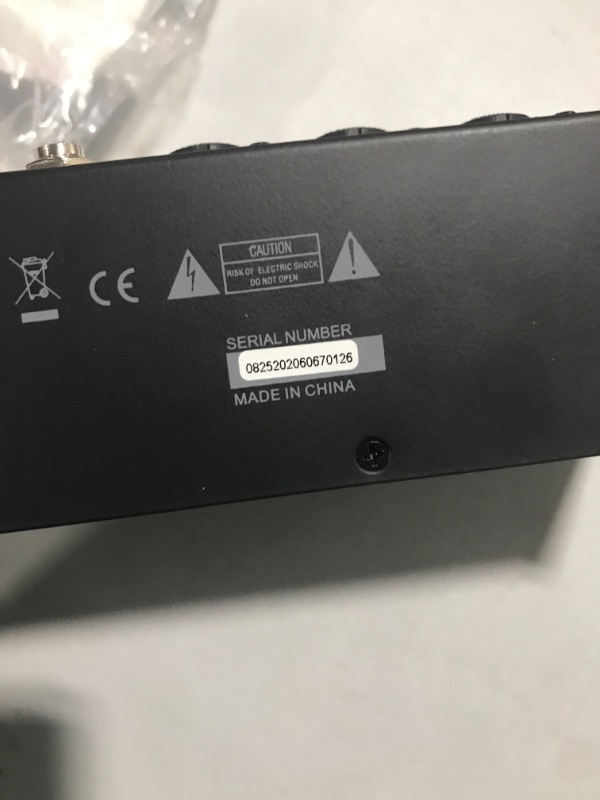 CE
CAUTION
RISK OF ELECTRIC SHOCK
DO NOT OPEN
SERIAL NUMBER
0825202060670126
MADE IN CHINA